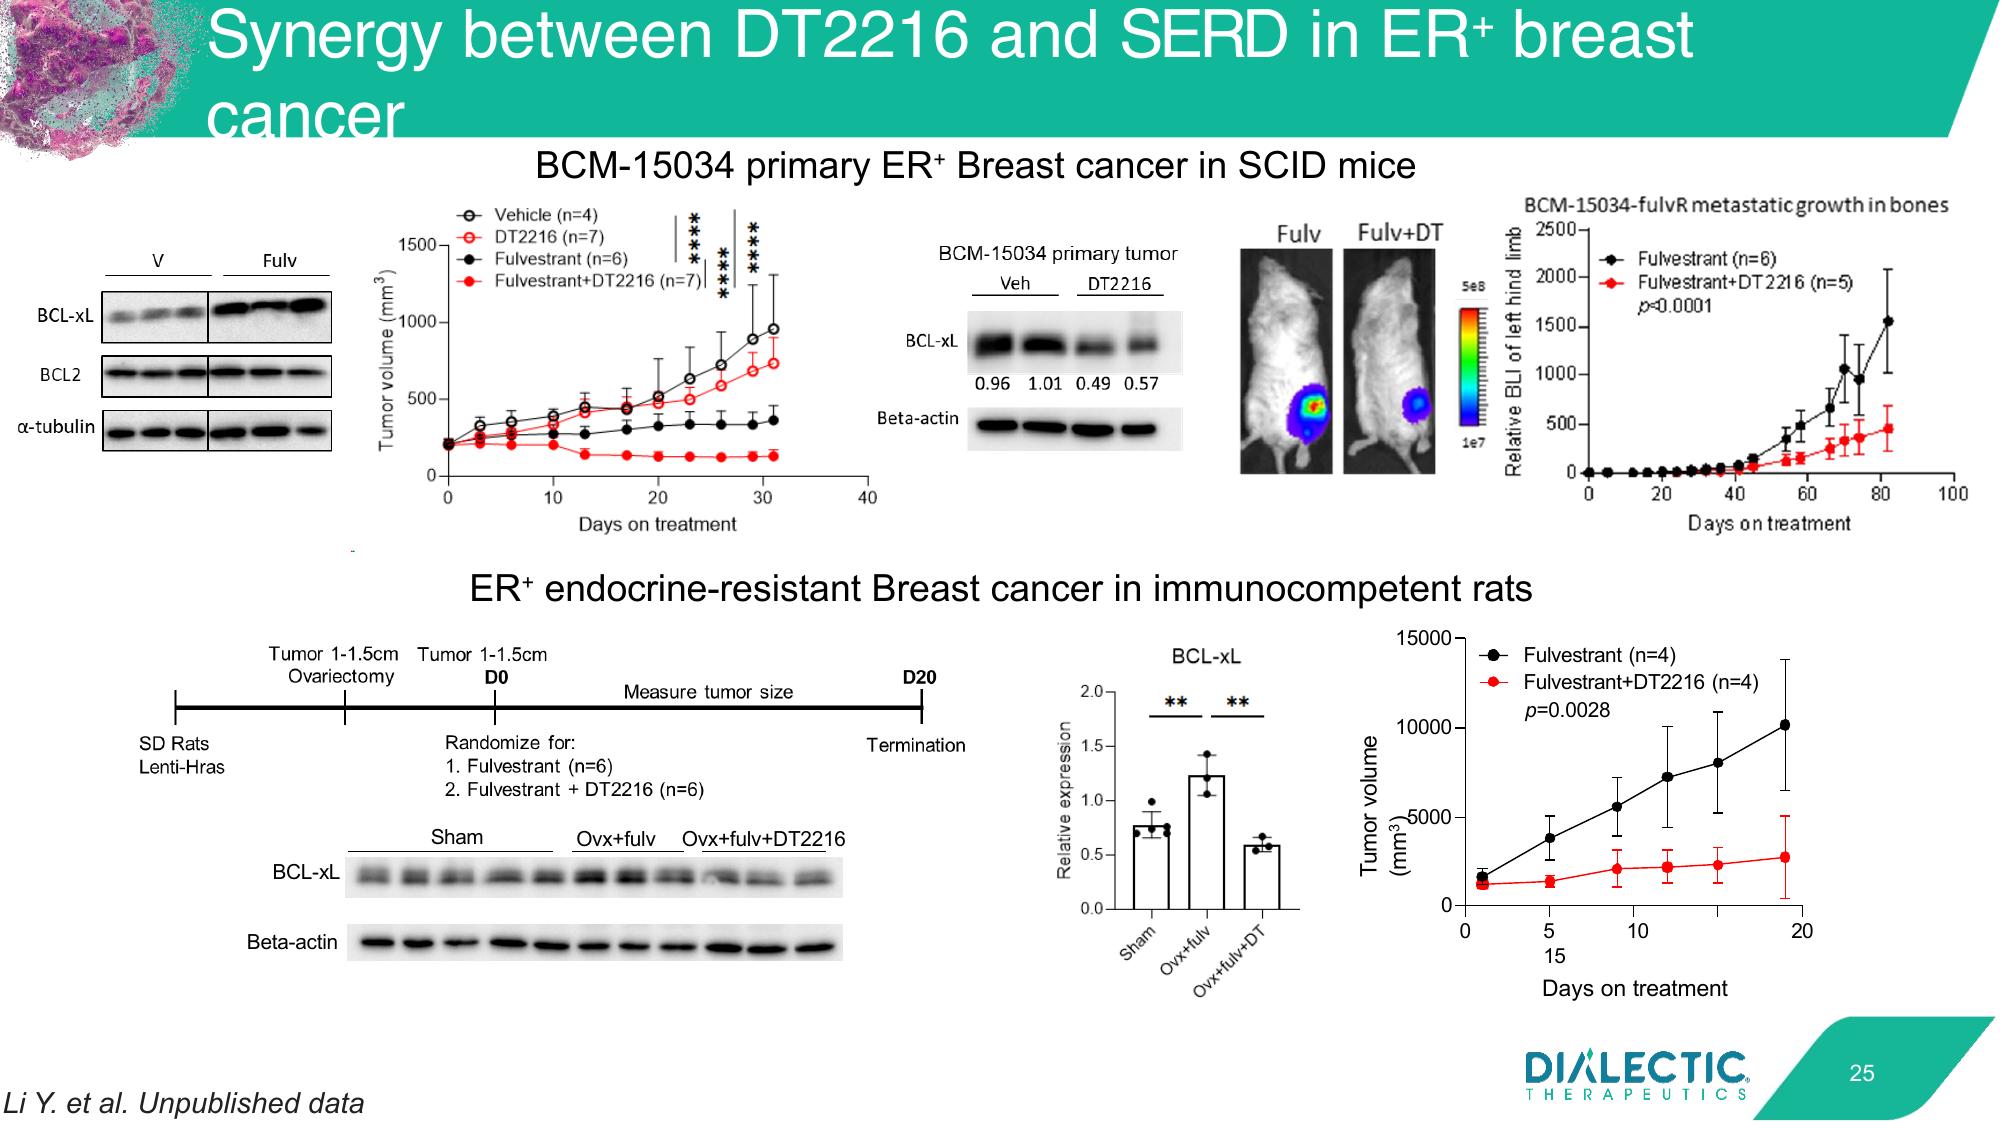 Synergy between DT2216 and SERD in ER+ breast
cancer
BCM-15034 primary ER+ Breast cancer in SCID mice
V Fulv
BCL-xL
BCL2
α-tubulin
Vehicle (n=4)
DT2216 (n=7)
Fulvestrant (n=6)
Fulvestrant+DT2216 (n=7)
****
****
****
Tumor volume (mm3)
1500
1000
500
0
0 10 20 30 40
Days on treatment
BCM-15034 primary tumor
Veh DT2216
BCL-xL
0.96 1.01 0.49 0.57
Beta-actin
Fulv Fulv+DT
5e8
1e7
BCM-15034-fulvR metastatic growth in bones
Relative BLI of left hind limb
2500
2000
1500
1000
500
0
Fulvestrant (n=6)
Fulvestrant+DT2216 (n=5)
p<0.0001
0 20 40 60 80 100
Days on treatment
ER+ endocrine-resistant Breast cancer in immunocompetent rats
Tumor 1-1.5cm Tumor 1-1.5cm
Ovariectomy D0 D20
Measure tumor size
SD Rats
Lenti-Hras
Randomize for:
1. Fulvestrant (n=6)
2. Fulvestrant + DT2216 (n=6)
Termination
Sham Ovx+fulv Ovx+fulv+DT2216
BCL-xL
Beta-actin
BCL-xL
Relative expression
2.0
1.5
1.0
0.5
0.0
** **
Sham
Ovx+fulv
Ovx+fulv+DT
Tumor volume
(mm3)
15000
10000
5000
0
Fulvestrant (n=4)
Fulvestrant+DT2216 (n=4)
p=0.0028
0 5 10 20
15
Days on treatment
DIALECTIC
THERAPEUTICS
25
Li Y. et al. Unpublished data